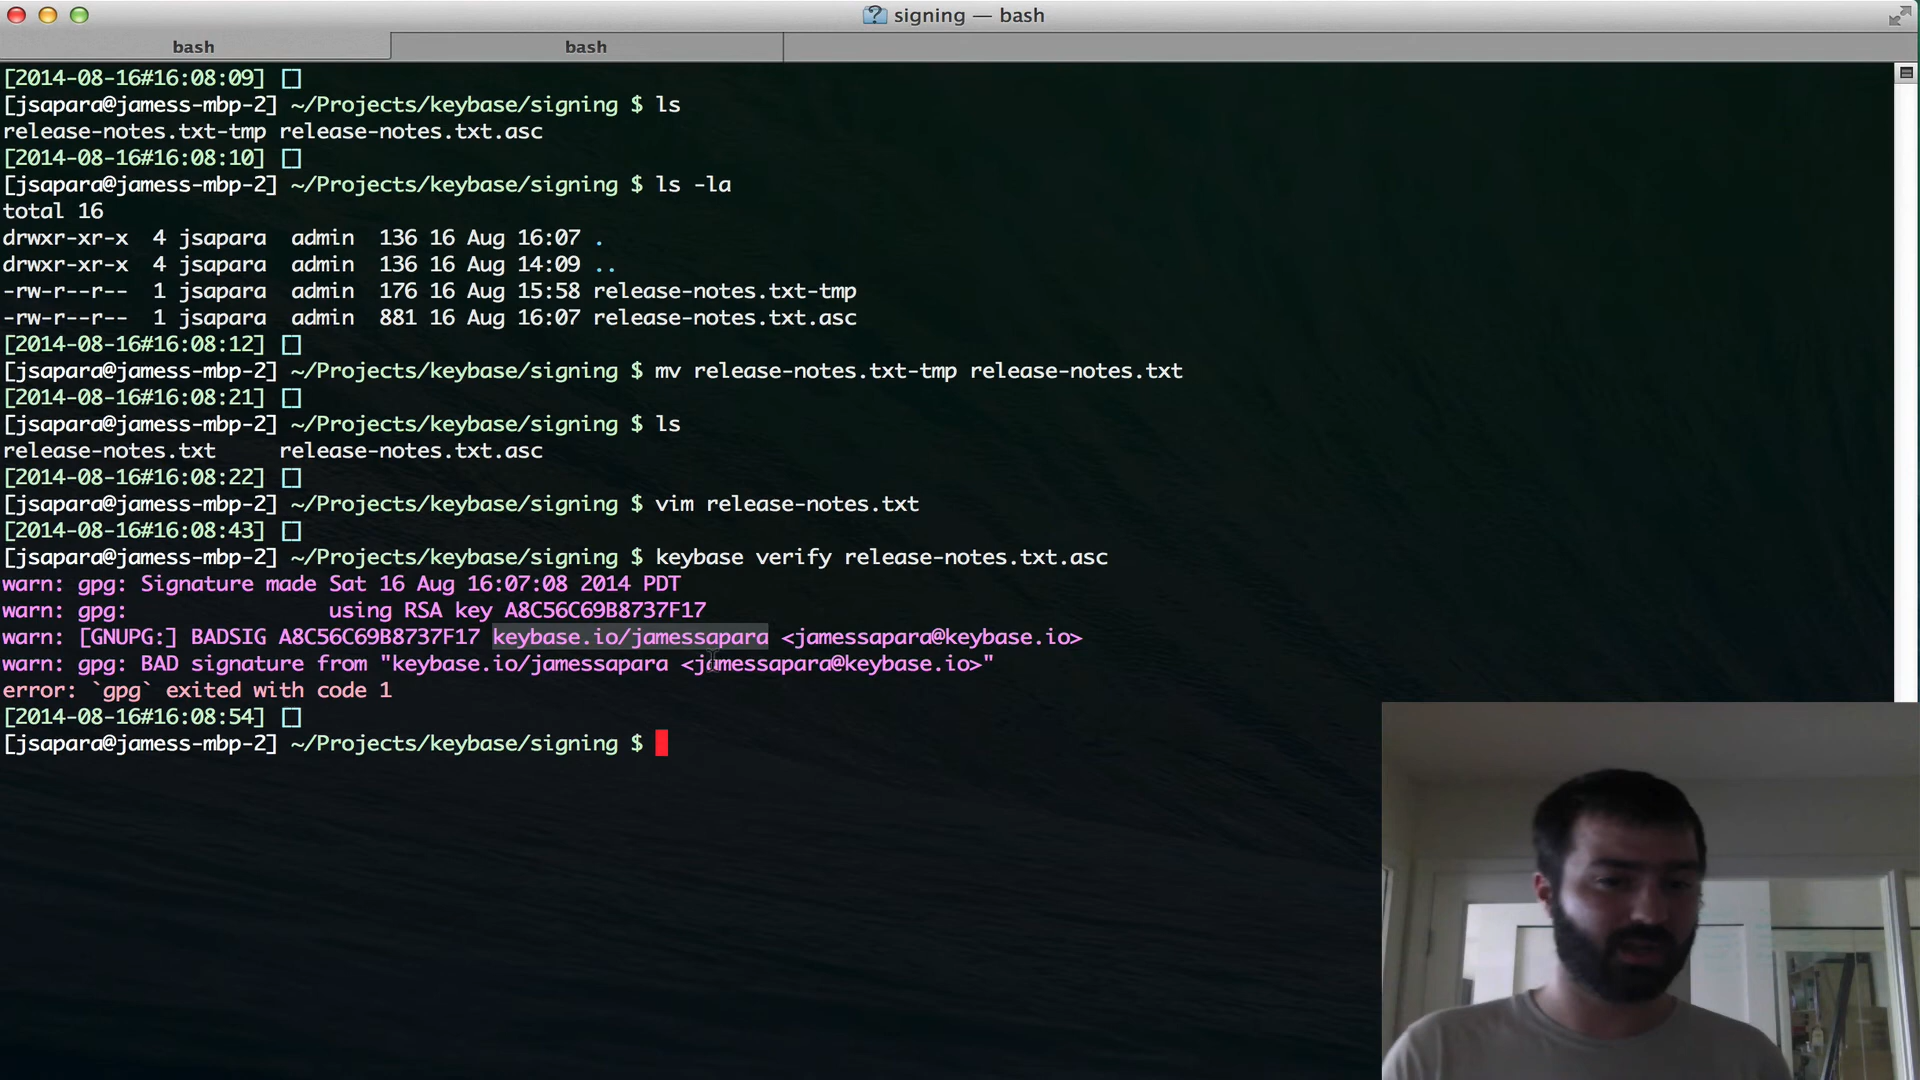 signing — bash
bash bash
[2014-08-16#16:08:09] []
[jsapara@jamess-mbp-2] ~/Projects/keybase/signing $ ls
release-notes.txt-tmp release-notes.txt.asc
[2014-08-16#16:08:10] []
[jsapara@jamess-mbp-2] ~/Projects/keybase/signing $ ls -la
total 16
drwxr-xr-x  4 jsapara  admin  136 16 Aug 16:07 .
drwxr-xr-x  4 jsapara  admin  136 16 Aug 14:09 ..
-rw-r--r--  1 jsapara  admin  176 16 Aug 15:58 release-notes.txt-tmp
-rw-r--r--  1 jsapara  admin  881 16 Aug 16:07 release-notes.txt.asc
[2014-08-16#16:08:12] []
[jsapara@jamess-mbp-2] ~/Projects/keybase/signing $ mv release-notes.txt-tmp release-notes.txt
[2014-08-16#16:08:21] []
[jsapara@jamess-mbp-2] ~/Projects/keybase/signing $ ls
release-notes.txt     release-notes.txt.asc
[2014-08-16#16:08:22] []
[jsapara@jamess-mbp-2] ~/Projects/keybase/signing $ vim release-notes.txt
[2014-08-16#16:08:43] []
[jsapara@jamess-mbp-2] ~/Projects/keybase/signing $ keybase verify release-notes.txt.asc
warn: gpg: Signature made Sat 16 Aug 16:07:08 2014 PDT
warn: gpg:                using RSA key A8C56C69B8737F17
warn: [GNUPG:] BADSIG A8C56C69B8737F17 keybase.io/jamessapara <jamessapara@keybase.io>
warn: gpg: BAD signature from "keybase.io/jamessapara <jamessapara@keybase.io>"
error: `gpg` exited with code 1
[2014-08-16#16:08:54] []
[jsapara@jamess-mbp-2] ~/Projects/keybase/signing $